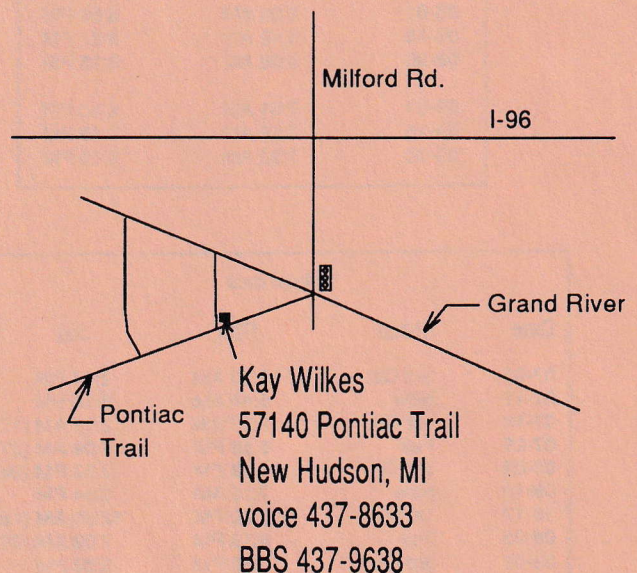 Milford Rd.
I-96
Grand River
Pontiac
Trail
Kay Wilkes
57140 Pontiac Trail
New Hudson, MI
voice 437-8633
BBS 437-9638